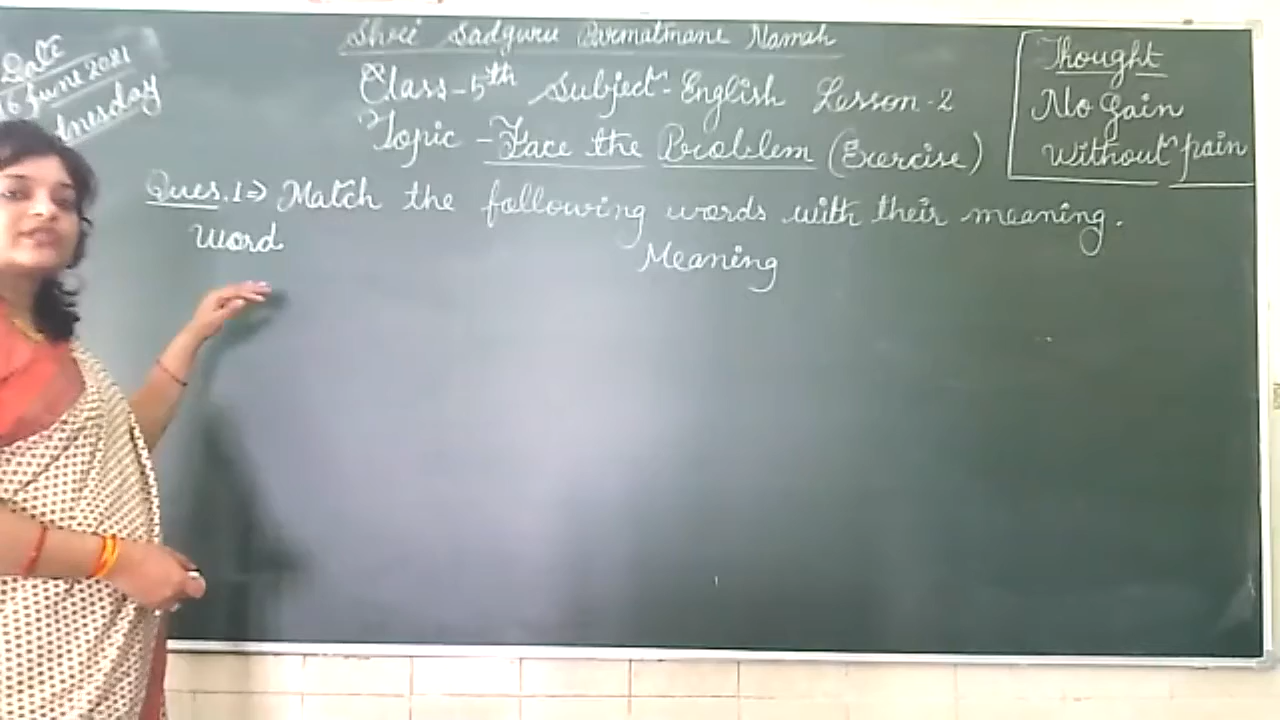 Date
16 June 2021
Shree Sadguru Parmatmane Namah
Class-5th Subject-English Lesson-2
Topic - Face the Problem (Exercise)
Thought
No gain
without pain
Ques.1⇒ Match the following words with their meaning.
Word
Meaning